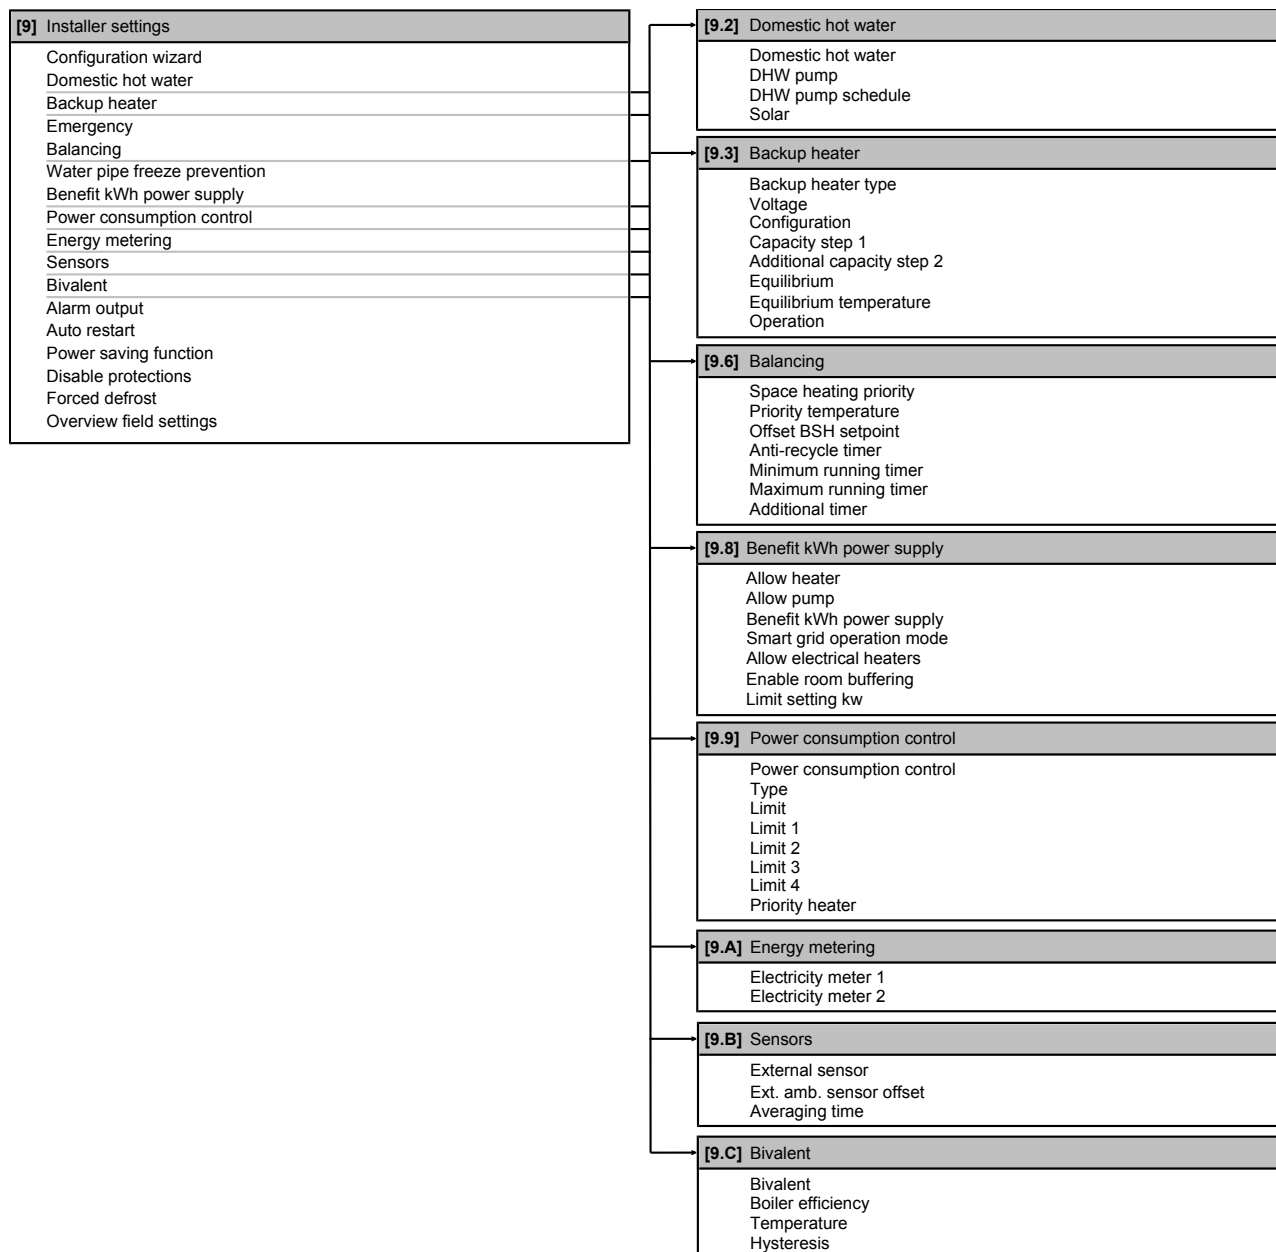 [9] Installer settings
Configuration wizard
Domestic hot water
Backup heater
Emergency
Balancing
Water pipe freeze prevention
Benefit kWh power supply
Power consumption control
Energy metering
Sensors
Bivalent
Alarm output
Auto restart
Power saving function
Disable protections
Forced defrost
Overview field settings
[9.2] Domestic hot water
Domestic hot water
DHW pump
DHW pump schedule
Solar
[9.3] Backup heater
Backup heater type
Voltage
Configuration
Capacity step 1
Additional capacity step 2
Equilibrium
Equilibrium temperature
Operation
[9.6] Balancing
Space heating priority
Priority temperature
Offset BSH setpoint
Anti-recycle timer
Minimum running timer
Maximum running timer
Additional timer
[9.8] Benefit kWh power supply
Allow heater
Allow pump
Benefit kWh power supply
Smart grid operation mode
Allow electrical heaters
Enable room buffering
Limit setting kw
[9.9] Power consumption control
Power consumption control
Type
Limit
Limit 1
Limit 2
Limit 3
Limit 4
Priority heater
[9.A] Energy metering
Electricity meter 1
Electricity meter 2
[9.B] Sensors
External sensor
Ext. amb. sensor offset
Averaging time
[9.C] Bivalent
Bivalent
Boiler efficiency
Temperature
Hysteresis